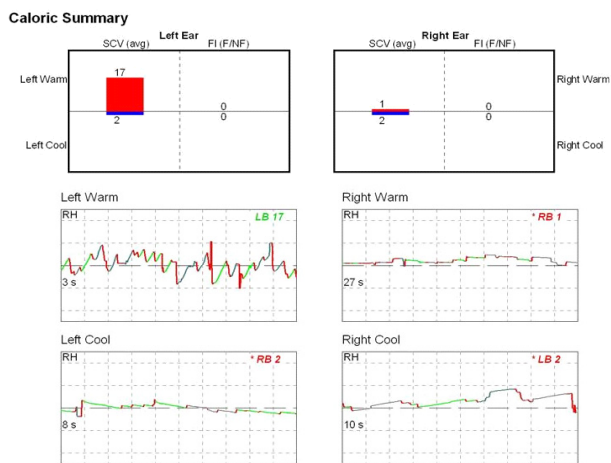 Caloric Summary
Left Ear
SCV (avg) FI (F/NF)
Left Warm
17
0
2
0
Left Cool
Right Ear
SCV (avg) FI (F/NF)
Right Warm
1
0
2
0
Right Cool
Left Warm
RH LB 17
3 s
Right Warm
RH * RB 1
27 s
Left Cool
RH * RB 2
8 s
Right Cool
RH * LB 2
10 s